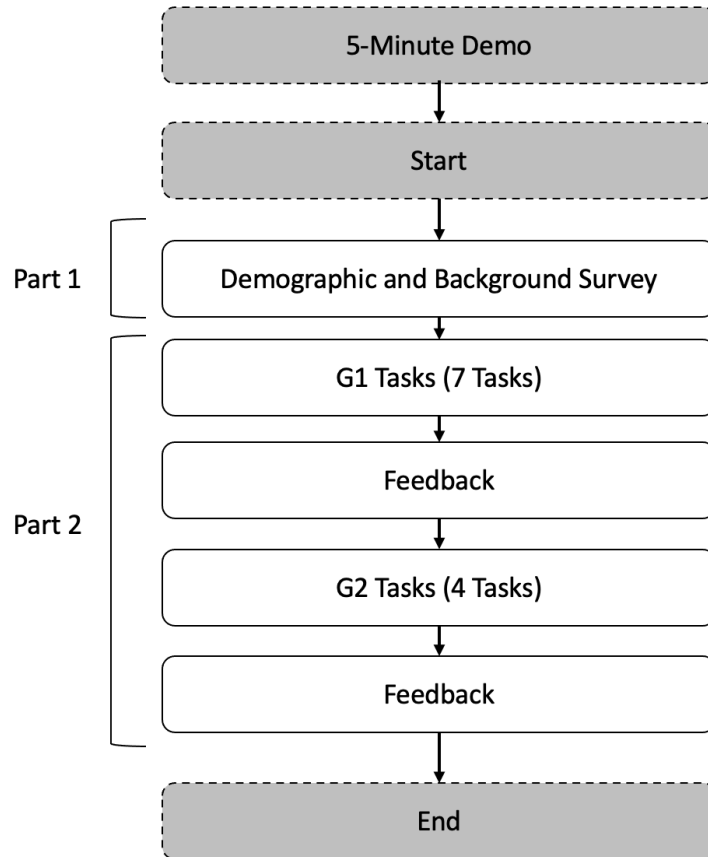 5-Minute Demo
Start
Part 1
Demographic and Background Survey
G1 Tasks (7 Tasks)
Feedback
Part 2
G2 Tasks (4 Tasks)
Feedback
End